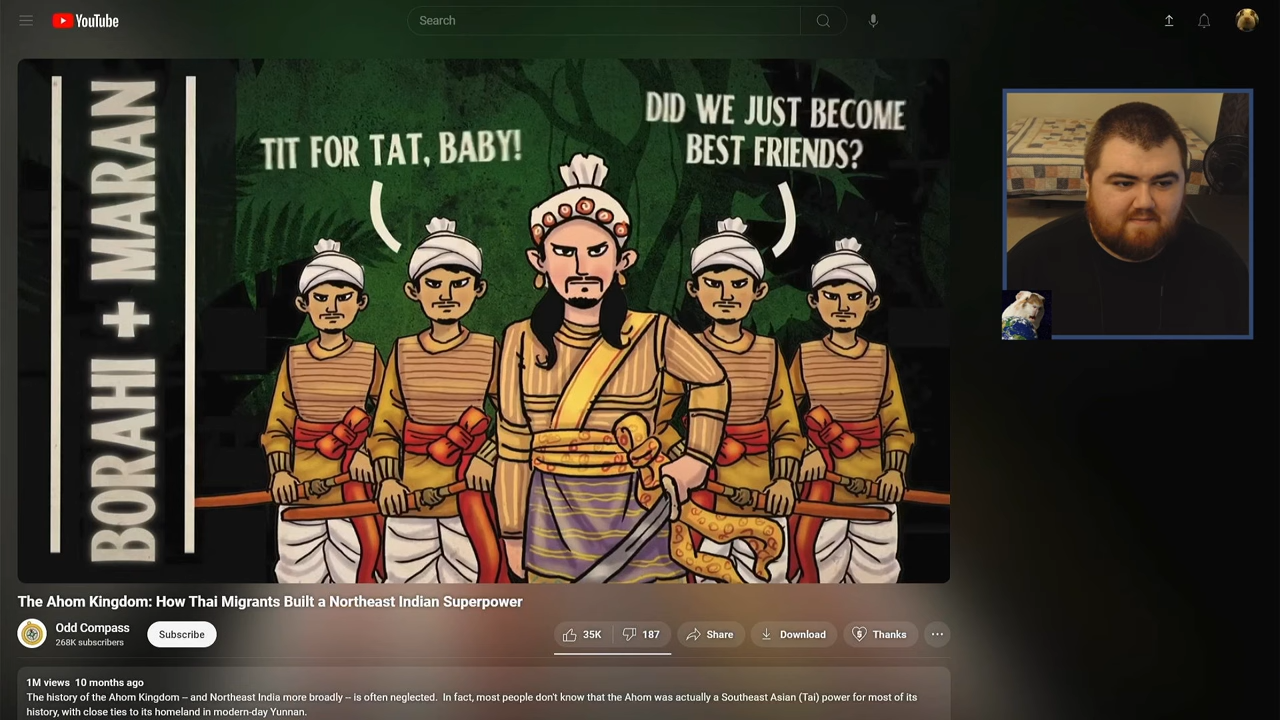 YouTube
Search
BORAHI + MARAN
TIT FOR TAT, BABY!
DID WE JUST BECOME
BEST FRIENDS?
The Ahom Kingdom: How Thai Migrants Built a Northeast Indian Superpower
Odd Compass
268K subscribers
Subscribe
35K
187
Share
Download
Thanks
1M views 10 months ago
The history of the Ahom Kingdom – and Northeast India more broadly – is often neglected. In fact, most people don't know that the Ahom was actually a Southeast Asian (Tai) power for most of its
history, with close ties to its homeland in modern-day Yunnan.